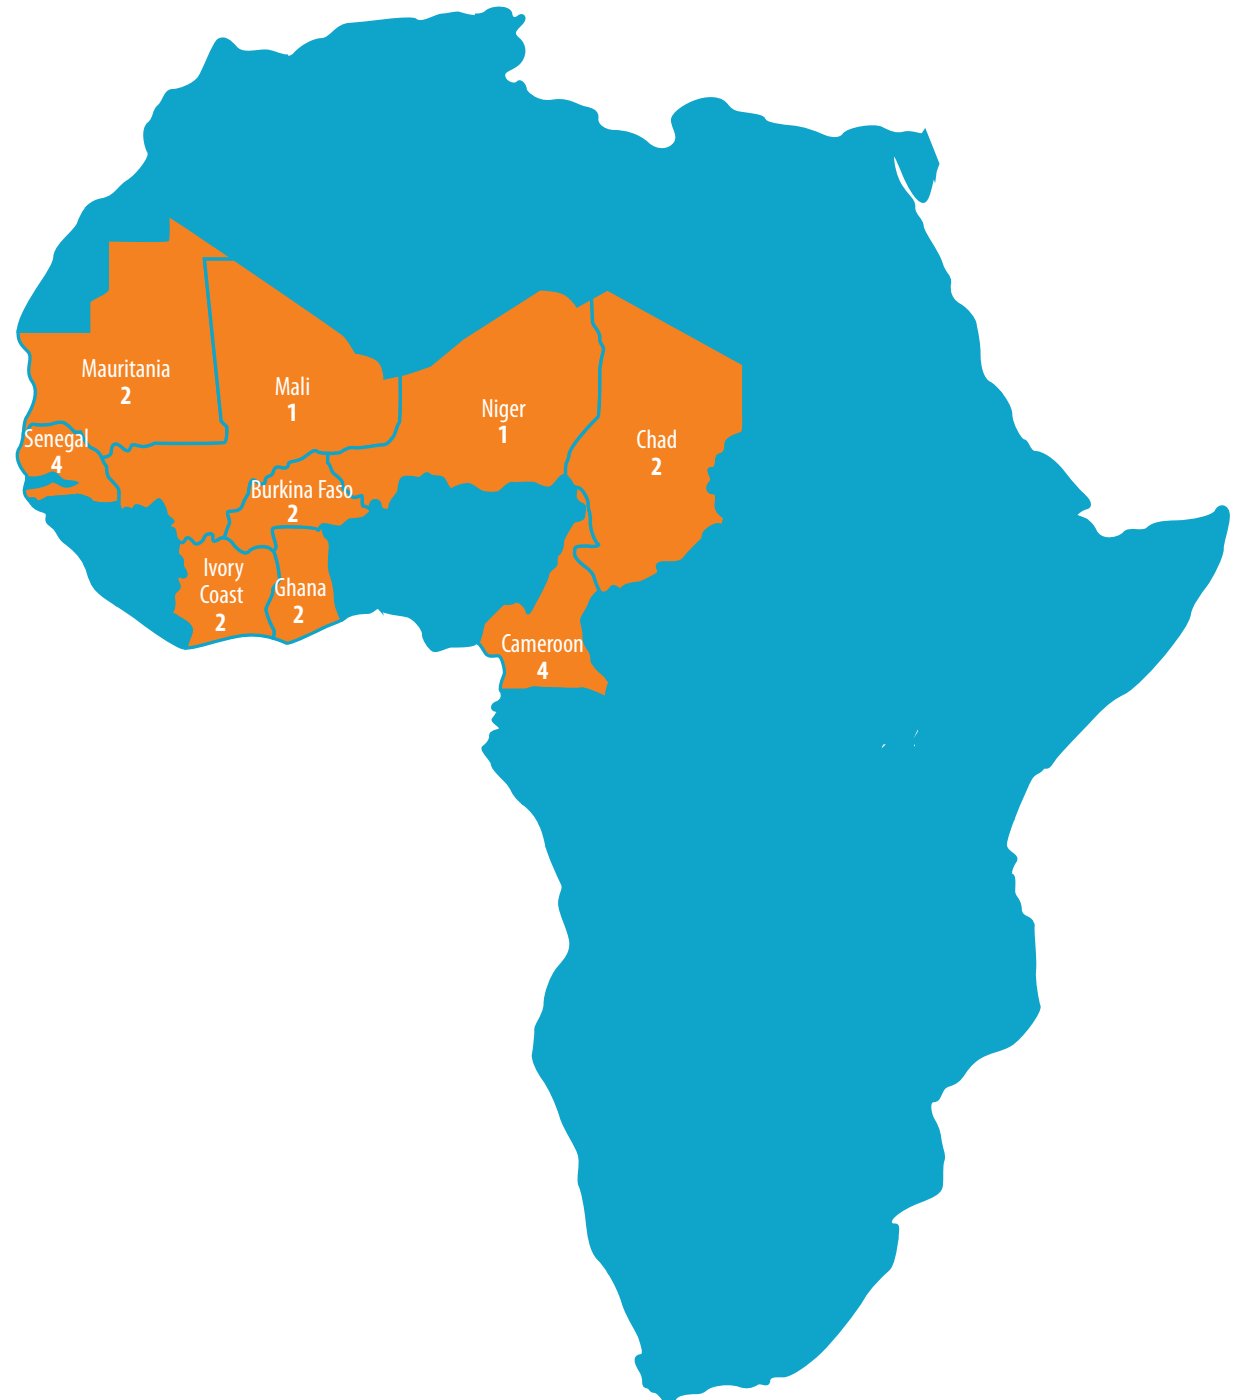 Mauritania
2
Mali
1
Niger
1
Senegal
4
Chad
2
Burkina Faso
2
Ivory
Coast
2
Ghana
2
Cameroon
4